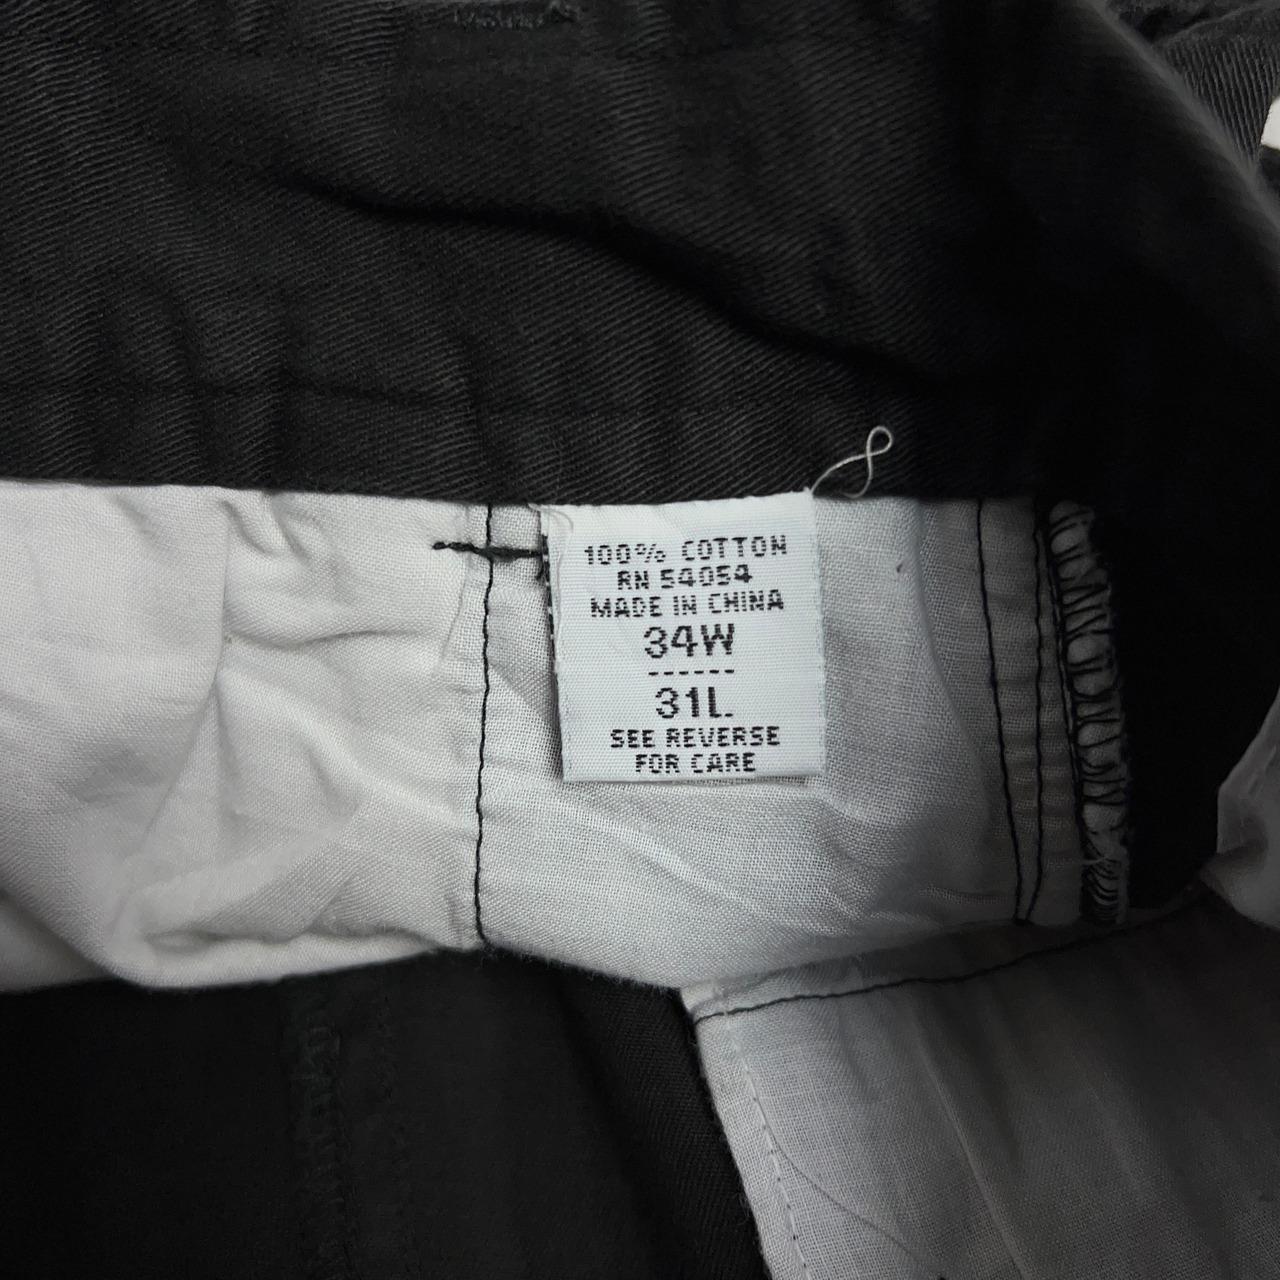 100% COTTON
RN 54054
MADE IN CHINA
34W
------
31L.
SEE REVERSE
FOR CARE